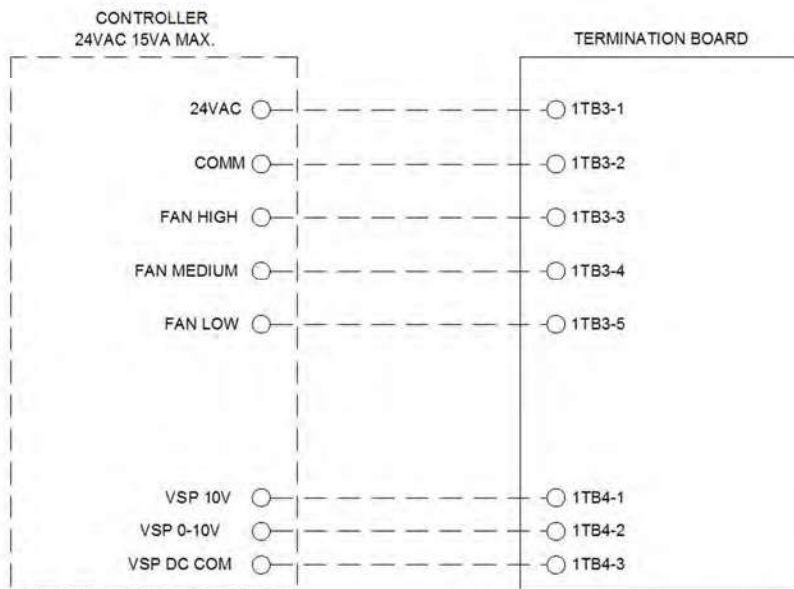 CONTROLLER
24VAC 15VA MAX.
TERMINATION BOARD
24VAC 1TB3-1
COMM 1TB3-2
FAN HIGH 1TB3-3
FAN MEDIUM 1TB3-4
FAN LOW 1TB3-5
VSP 10V 1TB4-1
VSP 0-10V 1TB4-2
VSP DC COM 1TB4-3